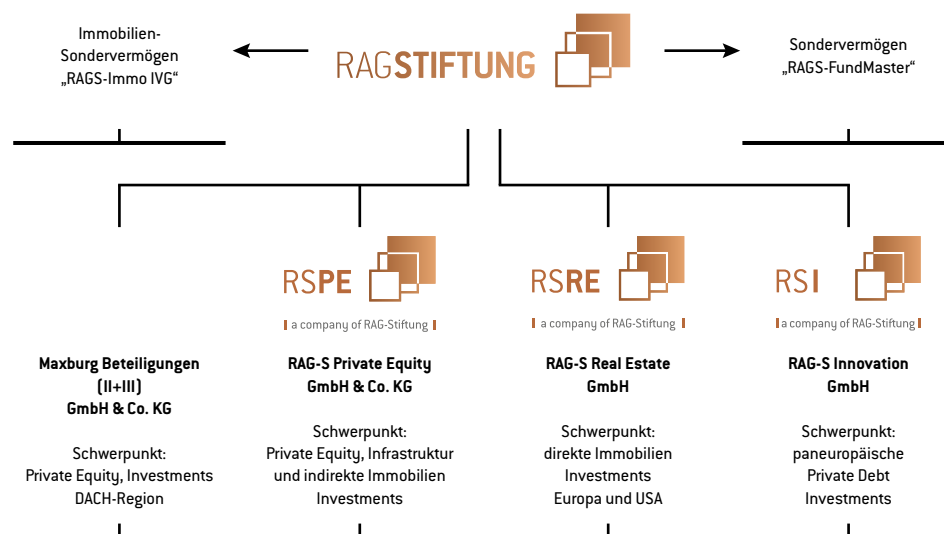 Immobilien-
Sondervermögen
„RAGS-Immo IVG“
RAGSTIFTUNG
Sondervermögen
„RAGS-FundMaster“
RSPE
a company of RAG-Stiftung
RSRE
a company of RAG-Stiftung
RSI
a company of RAG-Stiftung
Maxburg Beteiligungen
(II+III)
GmbH & Co. KG
Schwerpunkt:
Private Equity, Investments
DACH-Region
RAG-S Private Equity
GmbH & Co. KG
Schwerpunkt:
Private Equity, Infrastruktur
und indirekte Immobilien
Investments
RAG-S Real Estate
GmbH
Schwerpunkt:
direkte Immobilien
Investments
Europa und USA
RAG-S Innovation
GmbH
Schwerpunkt:
paneuropäische
Private Debt
Investments